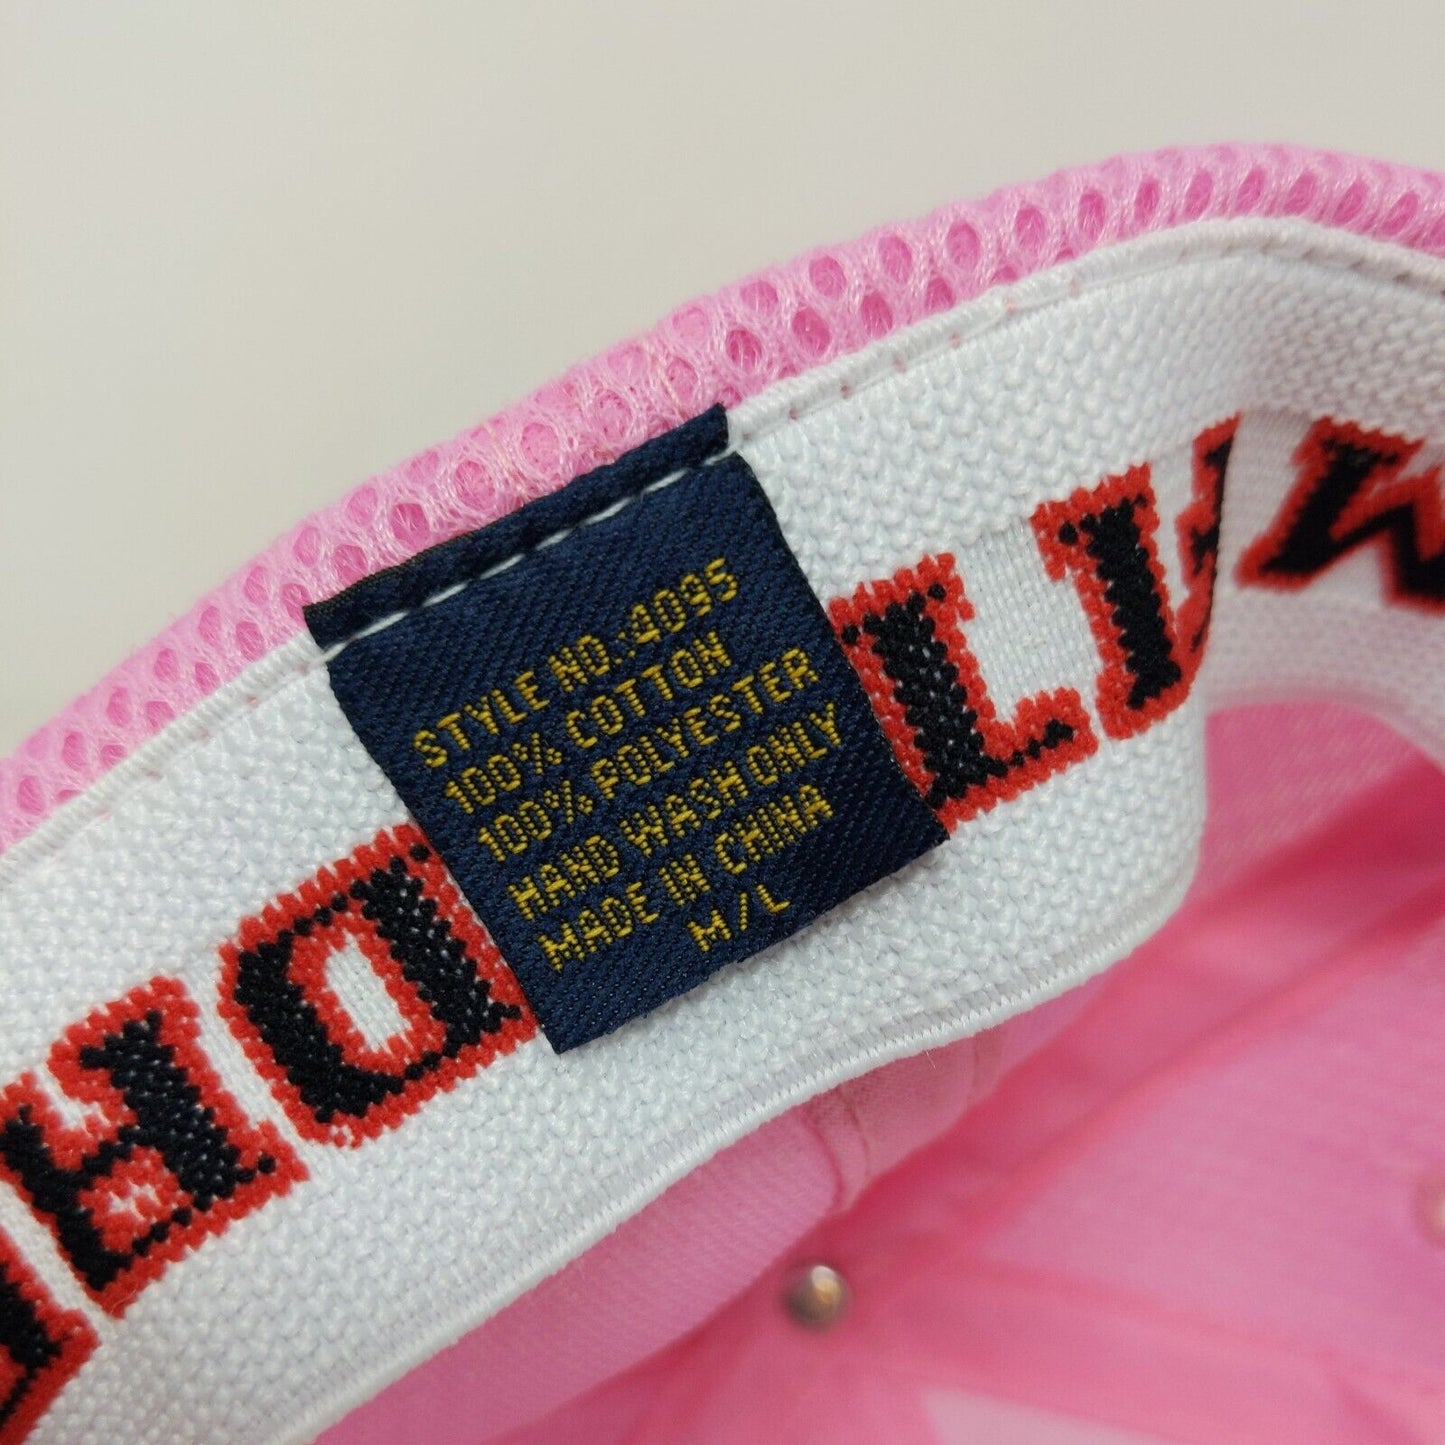 STYLE NO.:4095
100% COTTON
100% POLYESTER
HAND WASH ONLY
MADE IN CHINA
M/L